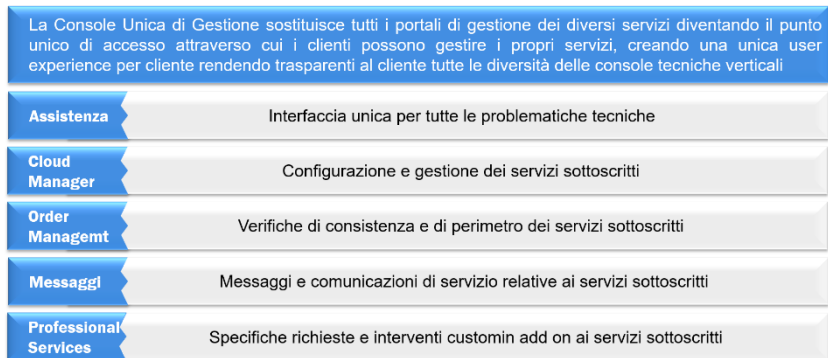 La Console Unica di Gestione sostituisce tutti i portali di gestione dei diversi servizi diventando il punto
unico di accesso attraverso cui i clienti possono gestire i propri servizi, creando una unica user
experience per cliente rendendo trasparenti al cliente tutte le diversità delle console tecniche verticali
Assistenza
Interfaccia unica per tutte le problematiche tecniche
Cloud
Manager
Configurazione e gestione dei servizi sottoscritti
Order
Managemt
Verifiche di consistenza e di perimetro dei servizi sottoscritti
Messaggi
Messaggi e comunicazioni di servizio relative ai servizi sottoscritti
Professional
Services
Specifiche richieste e interventi customin add on ai servizi sottoscritti